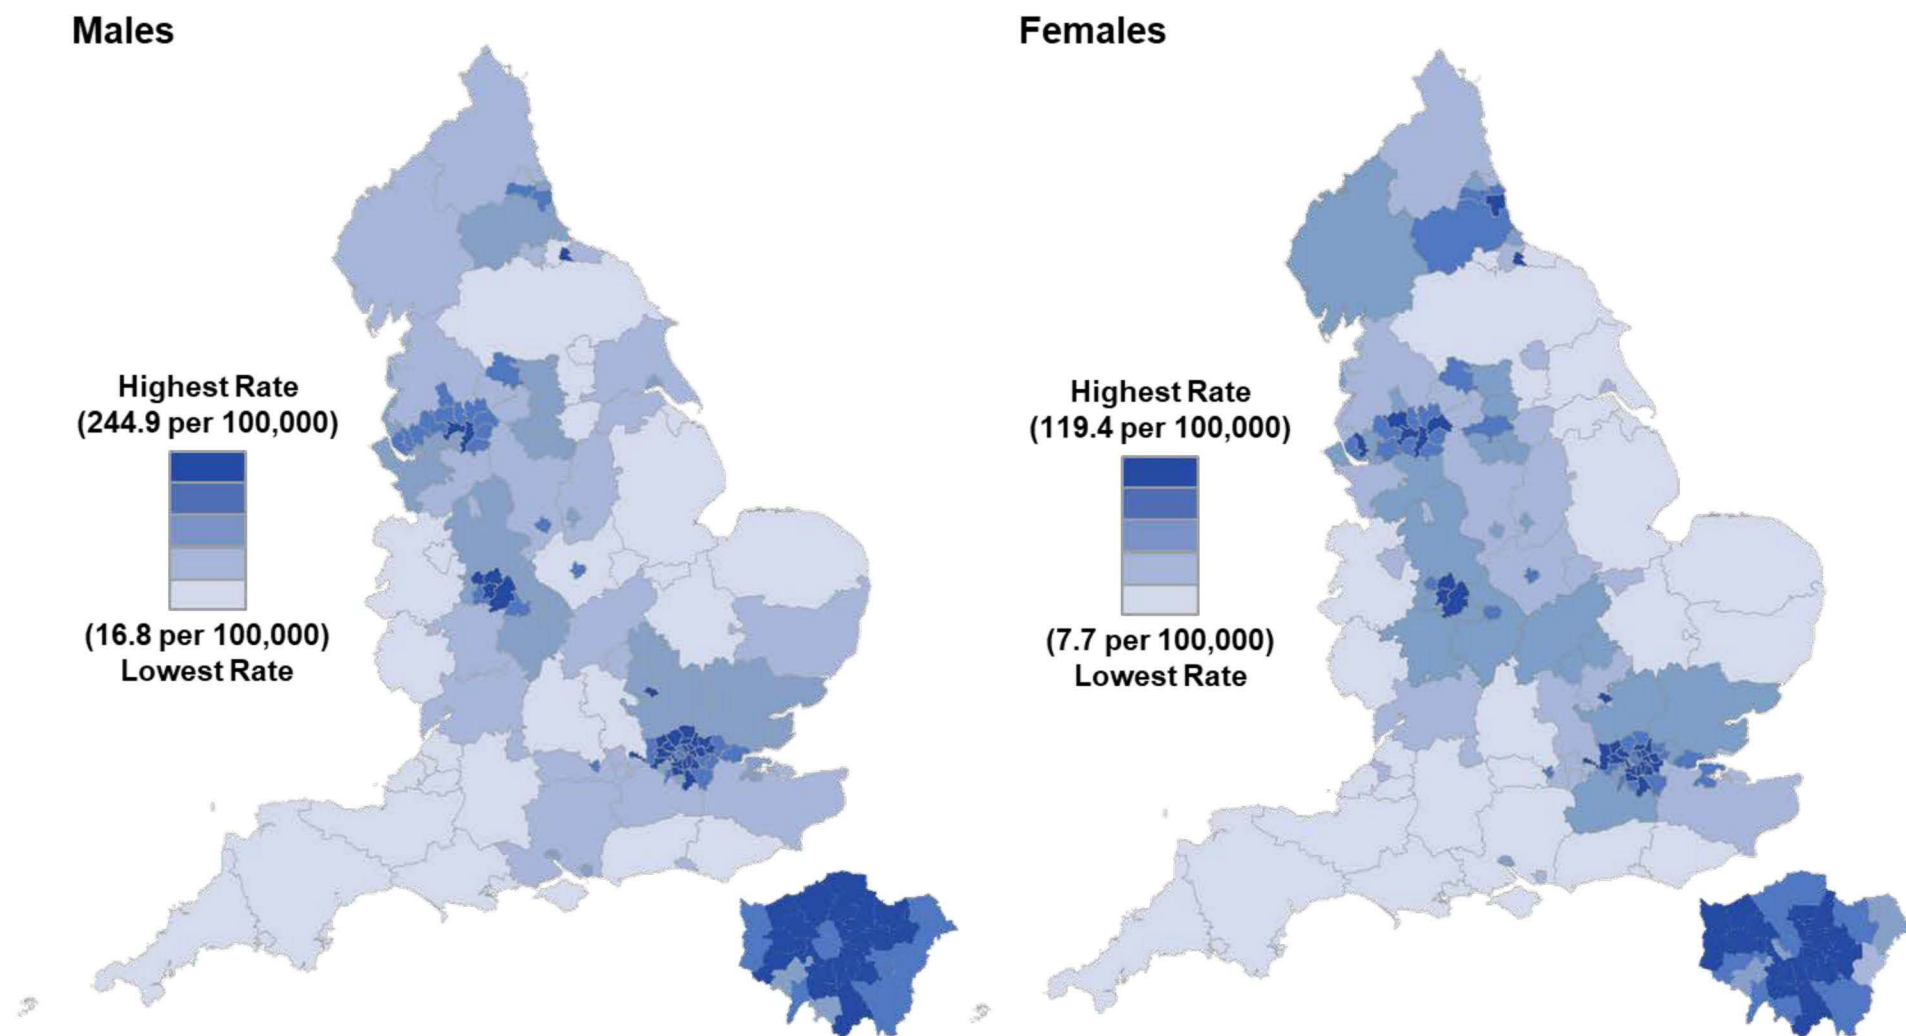 Males
Females
Highest Rate
(244.9 per 100,000)
(16.8 per 100,000)
Lowest Rate
Highest Rate
(119.4 per 100,000)
(7.7 per 100,000)
Lowest Rate